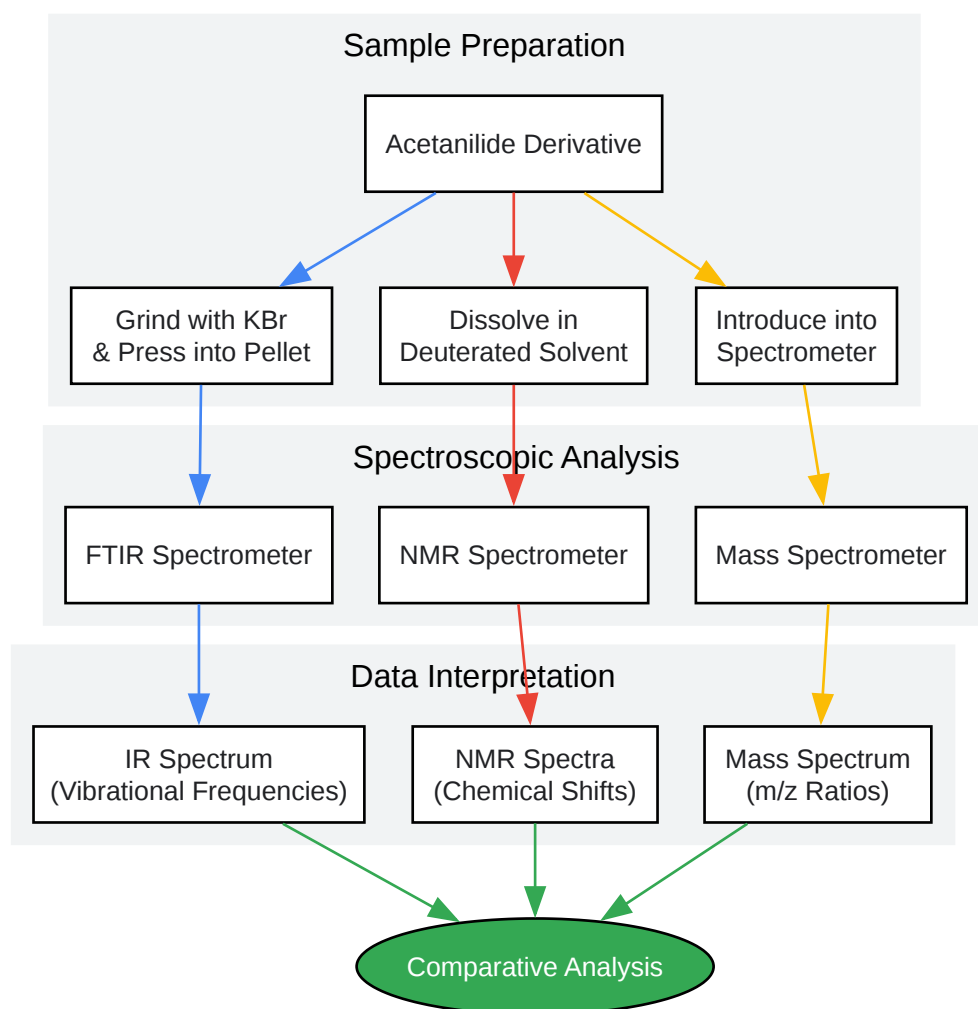 Sample Preparation
Acetanilide Derivative
Grind with KBr
& Press into Pellet
Dissolve in
Deuterated Solvent
Introduce into
Spectrometer
Spectroscopic Analysis
FTIR Spectrometer
NMR Spectrometer
Mass Spectrometer
Data Interpretation
IR Spectrum
(Vibrational Frequencies)
NMR Spectra
(Chemical Shifts)
Mass Spectrum
(m/z Ratios)
Comparative Analysis